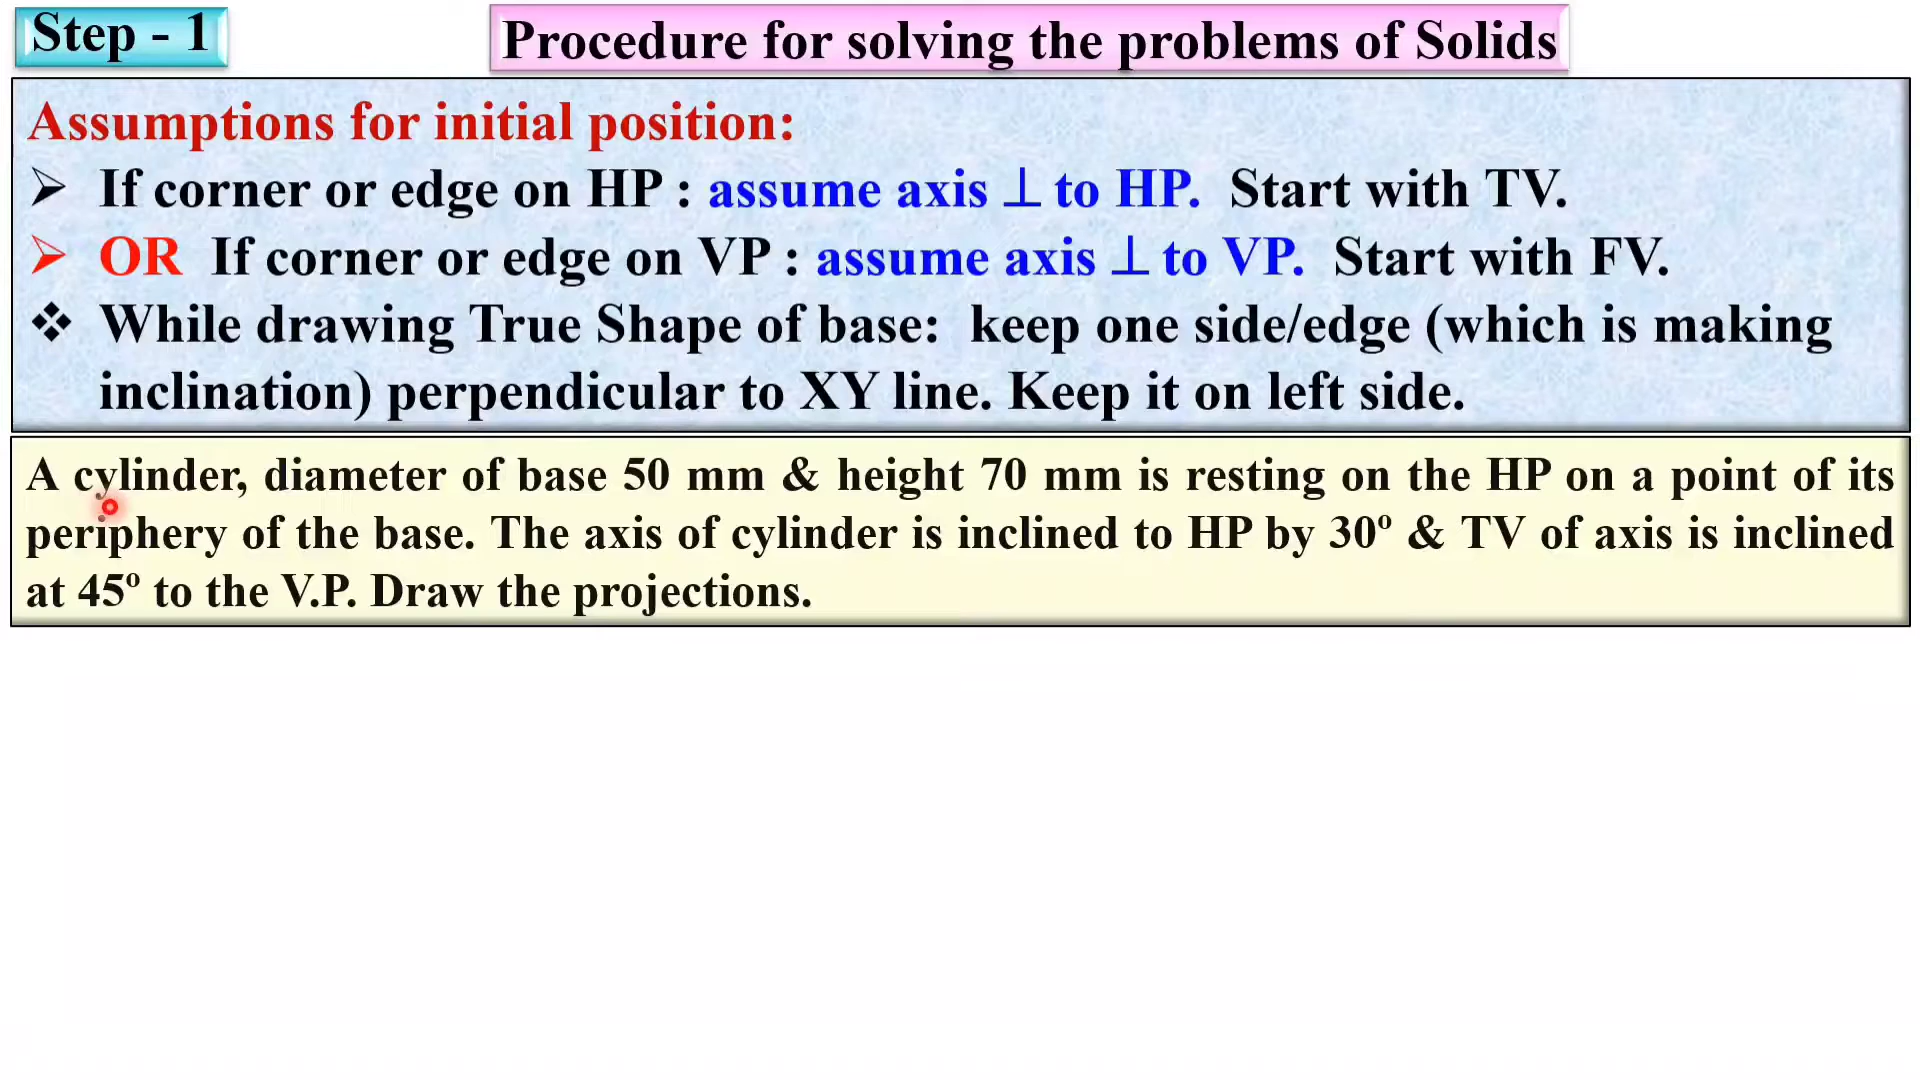 Step - 1
Procedure for solving the problems of Solids
Assumptions for initial position:
➢ If corner or edge on HP : assume axis ⊥ to HP. Start with TV.
➢ OR If corner or edge on VP : assume axis ⊥ to VP. Start with FV.
❖ While drawing True Shape of base: keep one side/edge (which is making
inclination) perpendicular to XY line. Keep it on left side.
A cylinder, diameter of base 50 mm & height 70 mm is resting on the HP on a point of its
periphery of the base. The axis of cylinder is inclined to HP by 30º & TV of axis is inclined
at 45º to the V.P. Draw the projections.